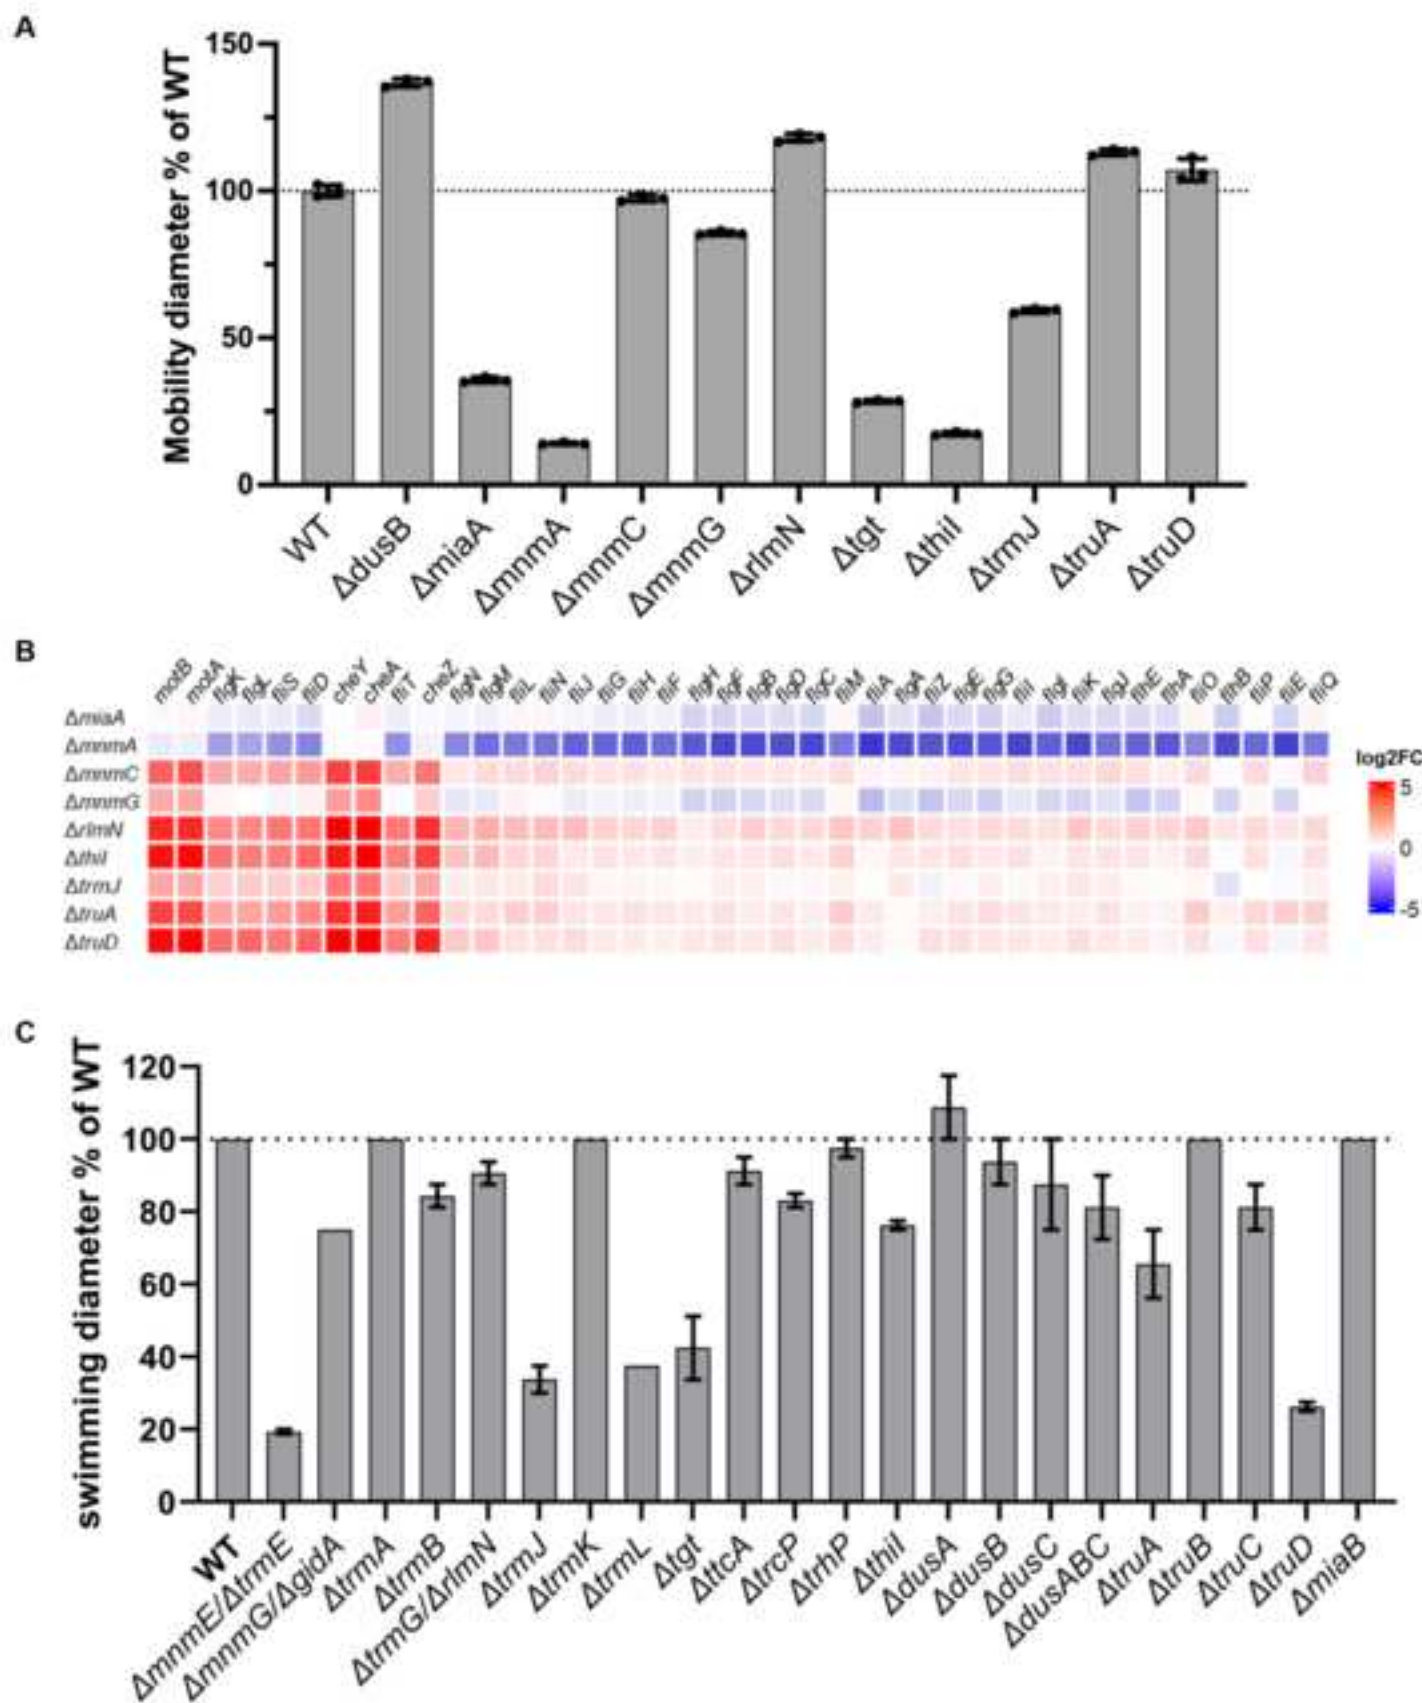 A
Mobility diameter % of WT
150
100
50
0
WT
ΔdusB
ΔmiaA
ΔmnmA
ΔmnmC
ΔmnmG
ΔrlmN
Δtgt
ΔthiI
ΔtrmJ
ΔtruA
ΔtruD
B
motB motA flgK flgL fliS fliD cheY cheA fliT cheZ flgN flgM fliL fliN fliJ fliG fliH fliF flgH flgF flgB flgD flgC fliM fliA flgA fliZ flgE flgG fliI flgI fliK flgJ flhE flhA fliO flhB fliP fliE fliQ
ΔmiaA
ΔmnmA
ΔmnmC
ΔmnmG
ΔrlmN
ΔthiI
ΔtrmJ
ΔtruA
ΔtruD
log2FC
5
0
-5
C
swimming diameter % of WT
120
100
80
60
40
20
0
WT
ΔmnmE/ΔtrmE
ΔmnmG/ΔgidA
ΔtrmA
ΔtrmB
ΔtrmG/ΔrlmN
ΔtrmJ
ΔtrmK
ΔtrmL
Δtgt
ΔttcA
ΔtrcP
ΔtrhP
ΔthiI
ΔdusA
ΔdusB
ΔdusC
ΔdusABC
ΔtruA
ΔtruB
ΔtruC
ΔtruD
ΔmiaB